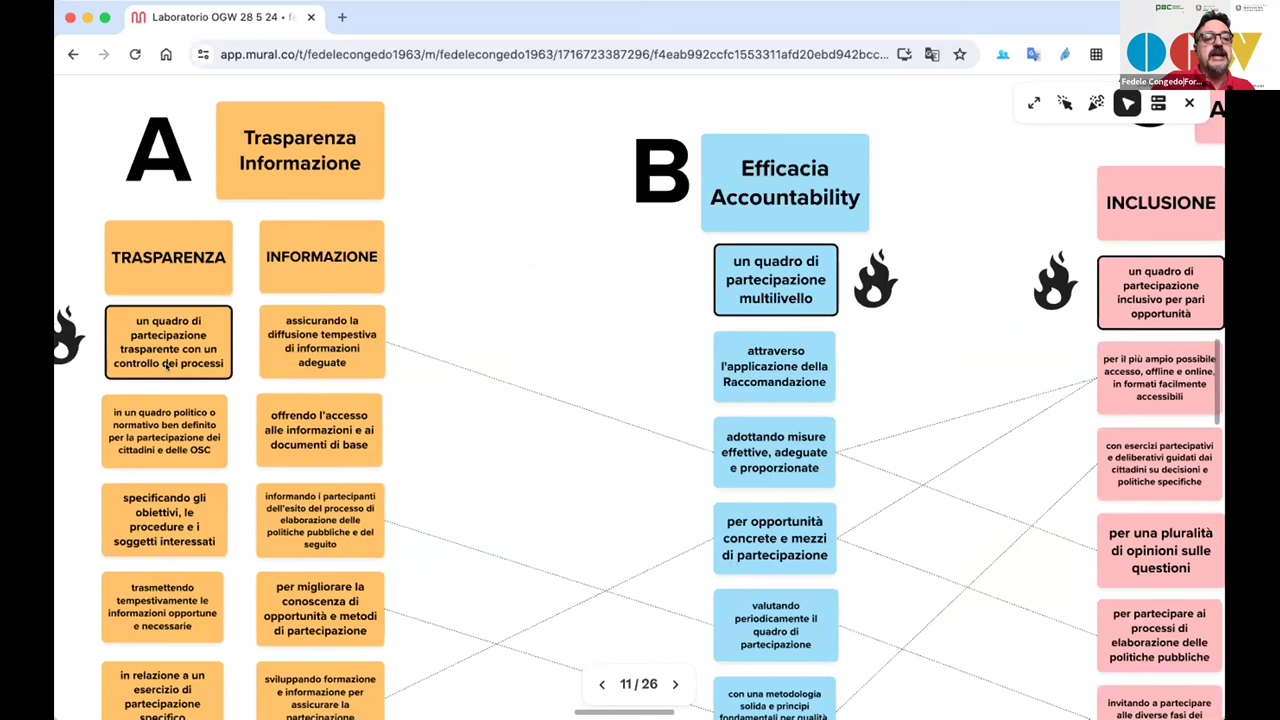 Laboratorio OGW 28 5 24 • fe
app.mural.co/t/fedelecongedo1963/m/fedelecongedo1963/1716723387296/f4eab992ccfc1553311afd20ebd942bcc...
Fedele Congedo|For...
A
Trasparenza
Informazione
TRASPARENZA
un quadro di
partecipazione
trasparente con un
controllo dei processi
in un quadro politico o
normativo ben definito
per la partecipazione dei
cittadini e delle OSC
specificando gli
obiettivi, le
procedure e i
soggetti interessati
trasmettendo
tempestivamente le
informazioni opportune
e necessarie
in relazione a un
esercizio di
partecipazione
specifico
INFORMAZIONE
assicurando la
diffusione tempestiva
di informazioni
adeguate
offrendo l'accesso
alle informazioni e ai
documenti di base
informando i partecipanti
dell'esito del processo di
elaborazione delle
politiche pubbliche e del
seguito
per migliorare la
conoscenza di
opportunità e metodi
di partecipazione
sviluppando formazione
e informazione per
assicurare la
partecipazione
B
Efficacia
Accountability
un quadro di
partecipazione
multilivello
attraverso
l'applicazione della
Raccomandazione
adottando misure
effettive, adeguate
e proporzionate
per opportunità
concrete e mezzi
di partecipazione
valutando
periodicamente il
quadro di
partecipazione
con una metodologia
solida e principi
fondamentali per qualità
A
INCLUSIONE
un quadro di
partecipazione
inclusivo per pari
opportunità
per il più ampio possibile
accesso, offline e online,
in formati facilmente
accessibili
con esercizi partecipativi
e deliberativi guidati dai
cittadini su decisioni e
politiche specifiche
per una pluralità
di opinioni sulle
questioni
per partecipare ai
processi di
elaborazione delle
politiche pubbliche
invitando a partecipare
alle diverse fasi dei
11/26